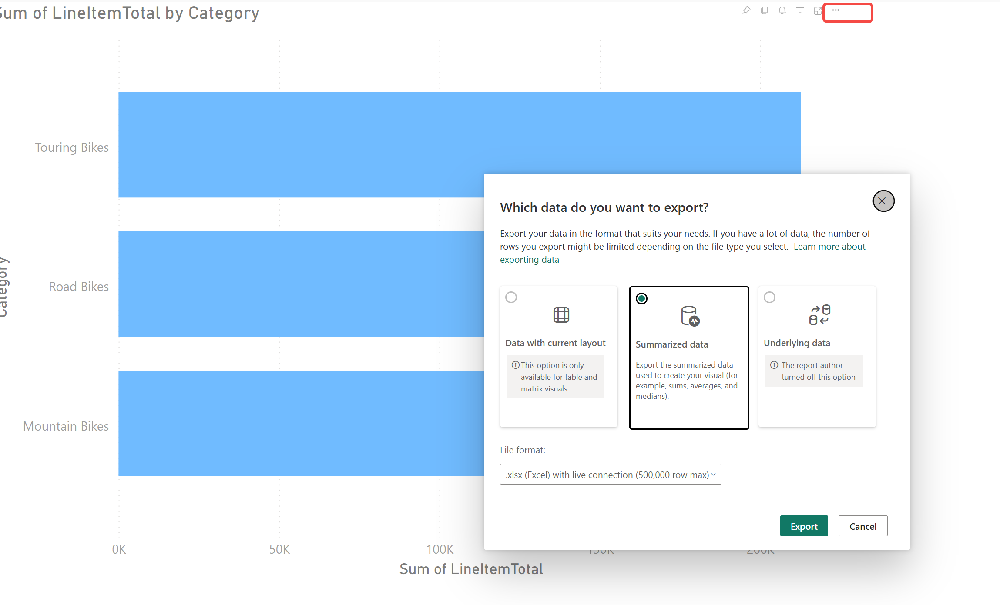 Sum of LineItemTotal by Category
Touring Bikes
Road Bikes
Mountain Bikes
Category
0K
50K
100K
150K
200K
Sum of LineItemTotal
Which data do you want to export?
Export your data in the format that suits your needs. If you have a lot of data, the number of
rows you export might be limited depending on the file type you select. Learn more about
exporting data
Data with current layout
This option is only
available for table and
matrix visuals
Summarized data
Export the summarized data
used to create your visual (for
example, sums, averages, and
medians).
Underlying data
The report author
turned off this option
File format:
.xlsx (Excel) with live connection (500,000 row max)
Export
Cancel